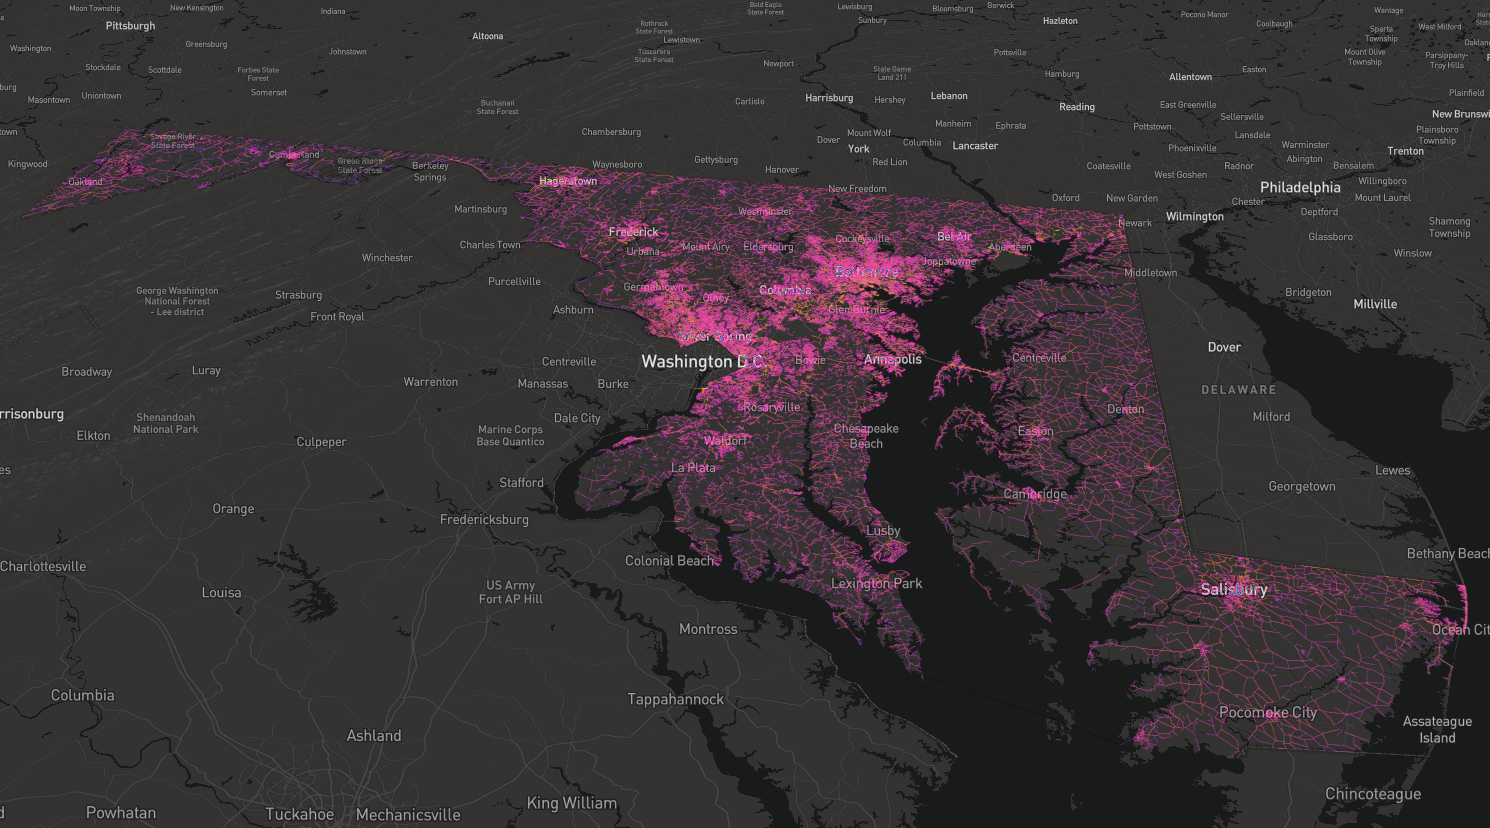 Moon Township
New Kensington
Indiana
Bald Eagle
State Forest
Lewisburg
Bloomsburg
Berwick
Wantage
Pittsburgh
Rothrock
State Forest
Sunbury
Hazleton
Pocono Manor
Coolbaugh
Sparta
Township
West Milford
Washington
Greensburg
Johnstown
Altoona
Lewistown
Tuscarora
State Forest
Pottsville
Mount Olive
Township
Parsippany-
Troy Hills
Stockdale
Scottdale
Forbes State
Forest
Newport
State Game
Land 211
Hamburg
Allentown
Easton
Masontown
Uniontown
Somerset
Buchanan
State Forest
Carlisle
Harrisburg
Hershey
Lebanon
Reading
East Greenville
Plainfield
Sellersville
New Brunswi
Kingwood
Savage River
State Forest
Chambersburg
Dover
Mount Wolf
York
Columbia
Manheim
Ephrata
Lancaster
Pottstown
Lansdale
Plainsboro
Township
Oakland
Cumberland
Green Ridge
State Forest
Berkeley
Springs
Waynesboro
Gettysburg
Hanover
Red Lion
Coatesville
Phoenixville
Warminster
Abington
Radnor
Bensalem
Trenton
Hagerstown
New Freedom
Oxford
New Garden
West Goshen
Philadelphia
Willingboro
Mount Laurel
Martinsburg
Westminster
Chester
Deptford
Wilmington
Newark
Shamong
Township
Charles Town
Frederick
Urbana
Mount Airy
Eldersburg
Cockeysville
Bel Air
Aberdeen
Glassboro
Winslow
Winchester
Purcellville
Germantown
Olney
Columbia
Baltimore
Joppatowne
Middletown
Bridgeton
Millville
George Washington
National Forest
- Lee district
Strasburg
Front Royal
Ashburn
Silver Spring
Glen Burnie
Broadway
Luray
Warrenton
Centreville
Manassas
Burke
Washington D.C.
Bowie
Annapolis
Centreville
Dover
DELAWARE
rrisonburg
Elkton
Shenandoah
National Park
Culpeper
Dale City
Marine Corps
Base Quantico
Rosaryville
Waldorf
La Plata
Chesapeake
Beach
Easton
Denton
Milford
Lewes
Georgetown
Orange
Stafford
Fredericksburg
Cambridge
Lusby
Bethany Beach
Charlottesville
Louisa
US Army
Fort AP Hill
Colonial Beach
Lexington Park
Salisbury
Montross
Ocean Cit
Columbia
Tappahannock
Pocomoke City
Assateague
Island
Ashland
Powhatan
Tuckahoe
Mechanicsville
King William
Chincoteague